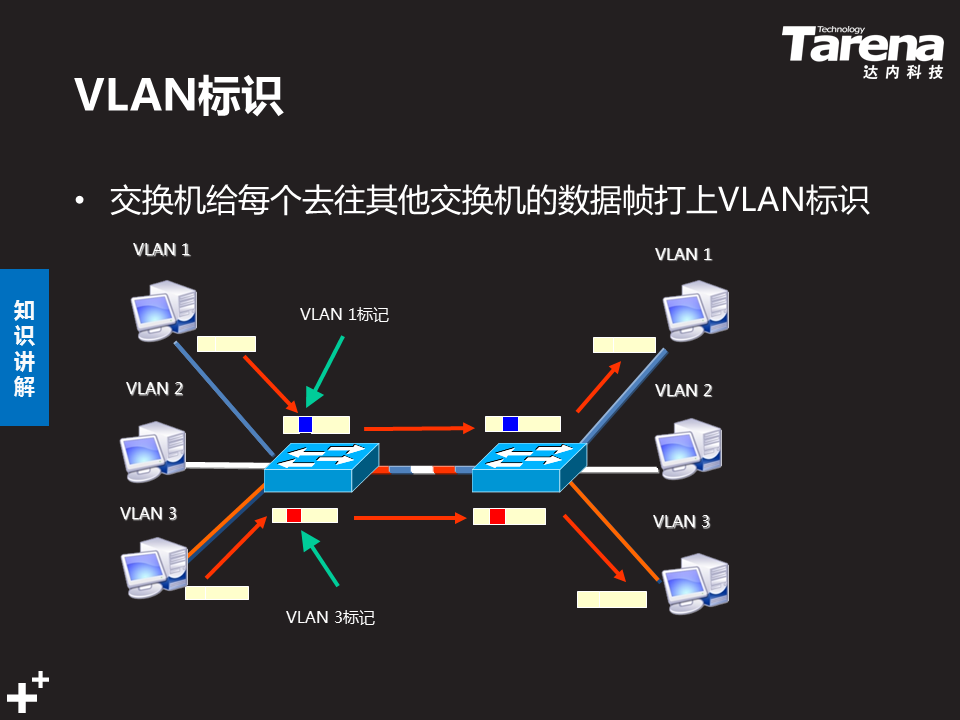 Technology
Tarena
达内科技
VLAN标识
• 交换机给每个去往其他交换机的数据帧打上VLAN标识
知识讲解
VLAN 1
VLAN 1
VLAN 1标记
VLAN 2
VLAN 2
VLAN 3
VLAN 3
VLAN 3标记